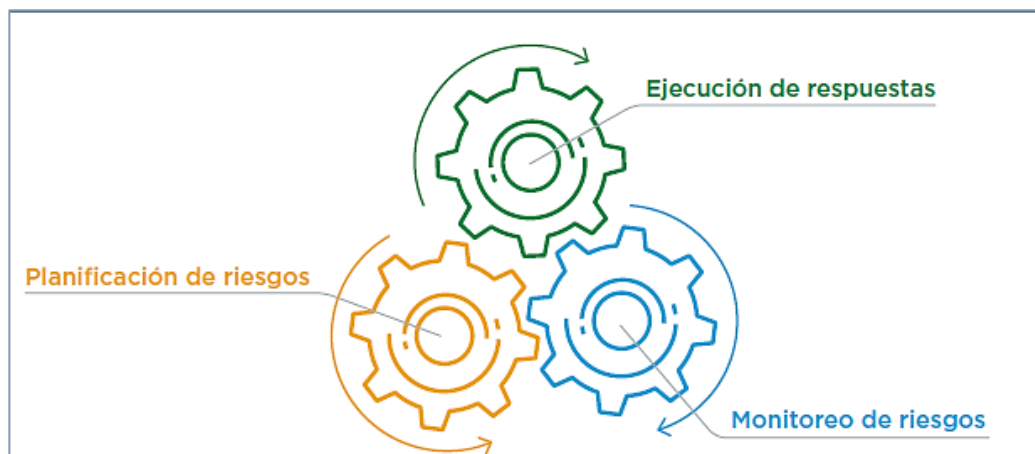 Ejecución de respuestas
Planificación de riesgos
Monitoreo de riesgos